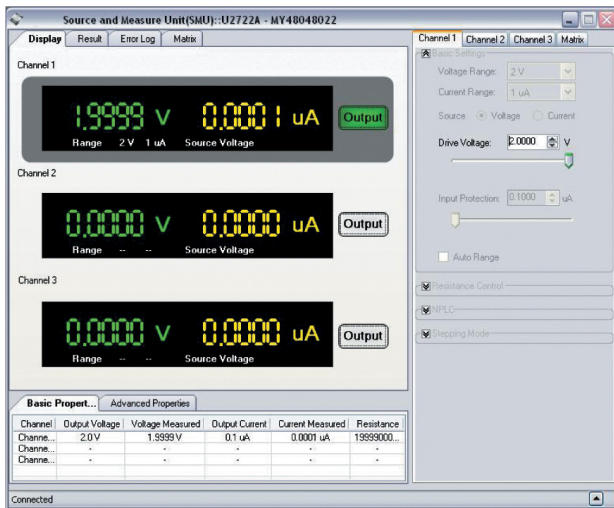 Source and Measure Unit(SMU)::U2722A - MY48048022
Display Result Error Log Matrix
Channel 1
1.9999 V 0.0001 uA Output
Range 2 V 1 uA Source Voltage
Channel 2
0.0000 V 0.0000 uA Output
Range -- -- Source Voltage
Channel 3
0.0000 V 0.0000 uA Output
Range -- -- Source Voltage
Basic Propert... Advanced Properties
Channel Output Voltage Voltage Measured Output Current Current Measured Resistance
Channe... 2.0 V 1.9999 V 0.1 uA 0.0001 uA 19999000...
Channe... - - - - -
Channe... - - - - -
Connected
Channel 1 Channel 2 Channel 3 Matrix
Basic Settings
Voltage Range: 2 V
Current Range: 1 uA
Source Voltage Current
Drive Voltage: 2.0000 V
Input Protection: 0.1000 uA
Auto Range
Resistance Control
NPLC
Stepping Mode